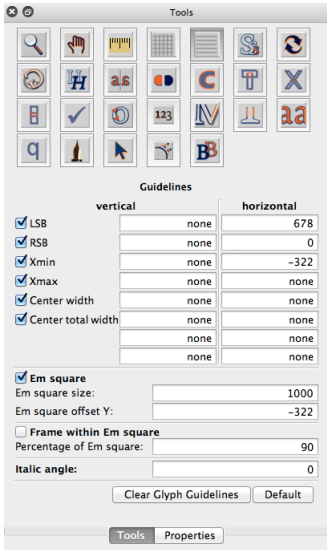 Tools
123
Guidelines
vertical horizontal
LSB none 678
RSB none 0
Xmin none -322
Xmax none none
Center width none none
Center total width none none
none none
none none
Em square
Em square size: 1000
Em square offset Y: -322
Frame within Em square
Percentage of Em square: 90
Italic angle: 0
Clear Glyph Guidelines Default
Tools Properties